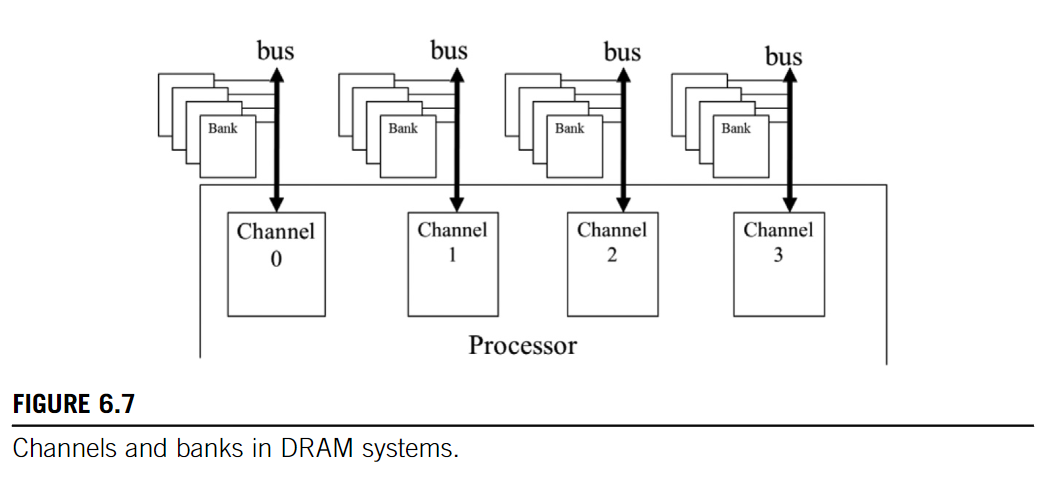 bus
bus
bus
bus
Bank
Bank
Bank
Bank
Channel
0
Channel
1
Channel
2
Channel
3
Processor
FIGURE 6.7
Channels and banks in DRAM systems.